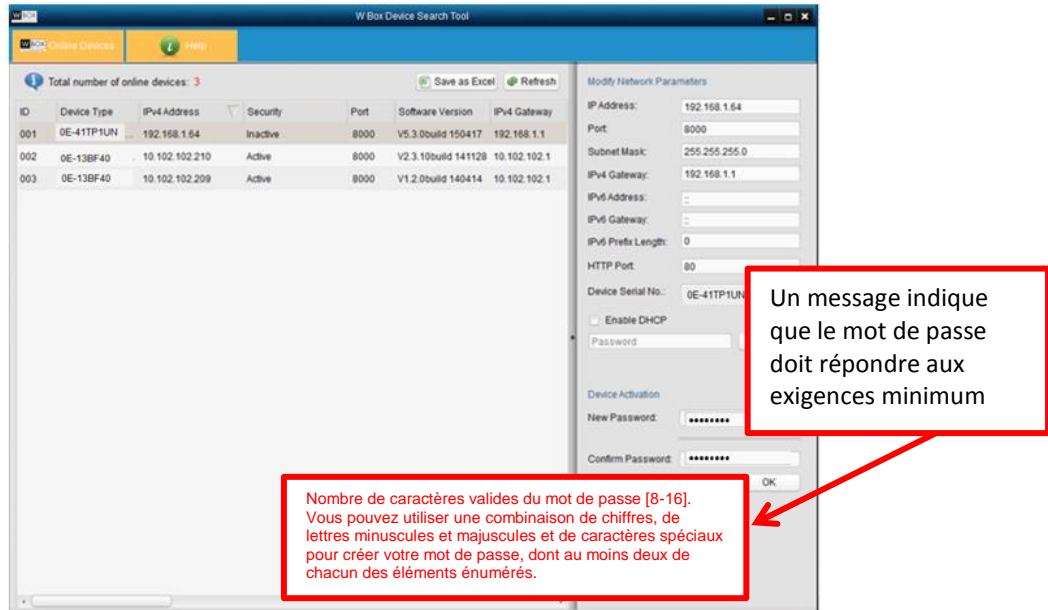 W BOX
W Box Device Search Tool
W BOX Online Devices
Help
Total number of online devices: 3
Save as Excel
Refresh
ID Device Type IPv4 Address Security Port Software Version IPv4 Gateway
001 0E-41TP1UN ... 192.168.1.64 Inactive 8000 V5.3.0build 150417 192.168.1.1
002 0E-13BF40 10.102.102.210 Active 8000 V2.3.10build 141128 10.102.102.1
003 0E-13BF40 10.102.102.209 Active 8000 V1.2.0build 140414 10.102.102.1
Modify Network Parameters
IP Address: 192.168.1.64
Port: 8000
Subnet Mask: 255.255.255.0
IPv4 Gateway: 192.168.1.1
IPv6 Address: ::
IPv6 Gateway: ::
IPv6 Prefix Length: 0
HTTP Port: 80
Device Serial No.: 0E-41TP1UN
Enable DHCP
Password
Device Activation
New Password: ••••••••
Confirm Password: ••••••••
OK
Un message indique
que le mot de passe
doit répondre aux
exigences minimum
Nombre de caractères valides du mot de passe [8-16].
Vous pouvez utiliser une combinaison de chiffres, de
lettres minuscules et majuscules et de caractères spéciaux
pour créer votre mot de passe, dont au moins deux de
chacun des éléments énumérés.